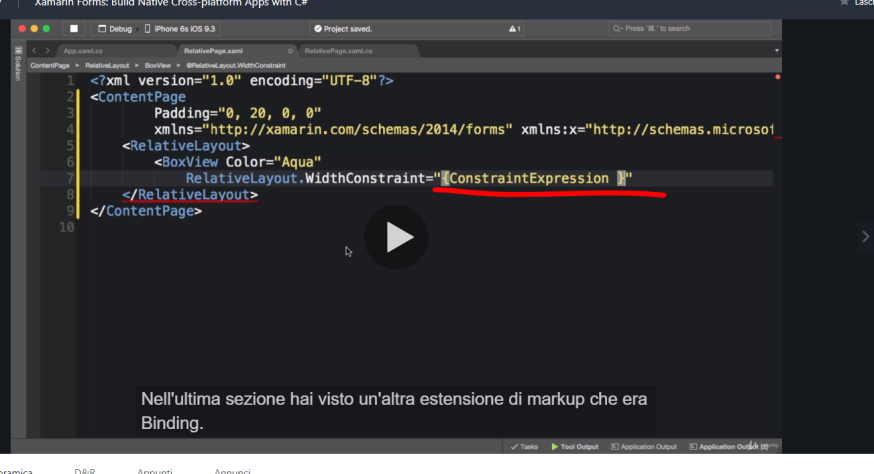 Xamarin Forms: Build Native Cross-platform Apps with C#
Debug
iPhone 6s iOS 9.3
Project saved.
1
Press '⌘.' to search
App.xaml.cs
RelativePage.xaml
RelativePage.xaml.cs
Solution
ContentPage
RelativeLayout
BoxView
@RelativeLayout.WidthConstraint
1 <?xml version="1.0" encoding="UTF-8"?>
2 <ContentPage
3 Padding="0, 20, 0, 0"
4 xmlns="http://xamarin.com/schemas/2014/forms" xmlns:x="http://schemas.microsof
5 <RelativeLayout>
6 <BoxView Color="Aqua"
7 RelativeLayout.WidthConstraint="{ConstraintExpression }"
8 </RelativeLayout>
9 </ContentPage>
10
Nell'ultima sezione hai visto un'altra estensione di markup che era
Binding.
Tasks
Tool Output
Application Output
Application Output
D&R
Appunti
Annunci